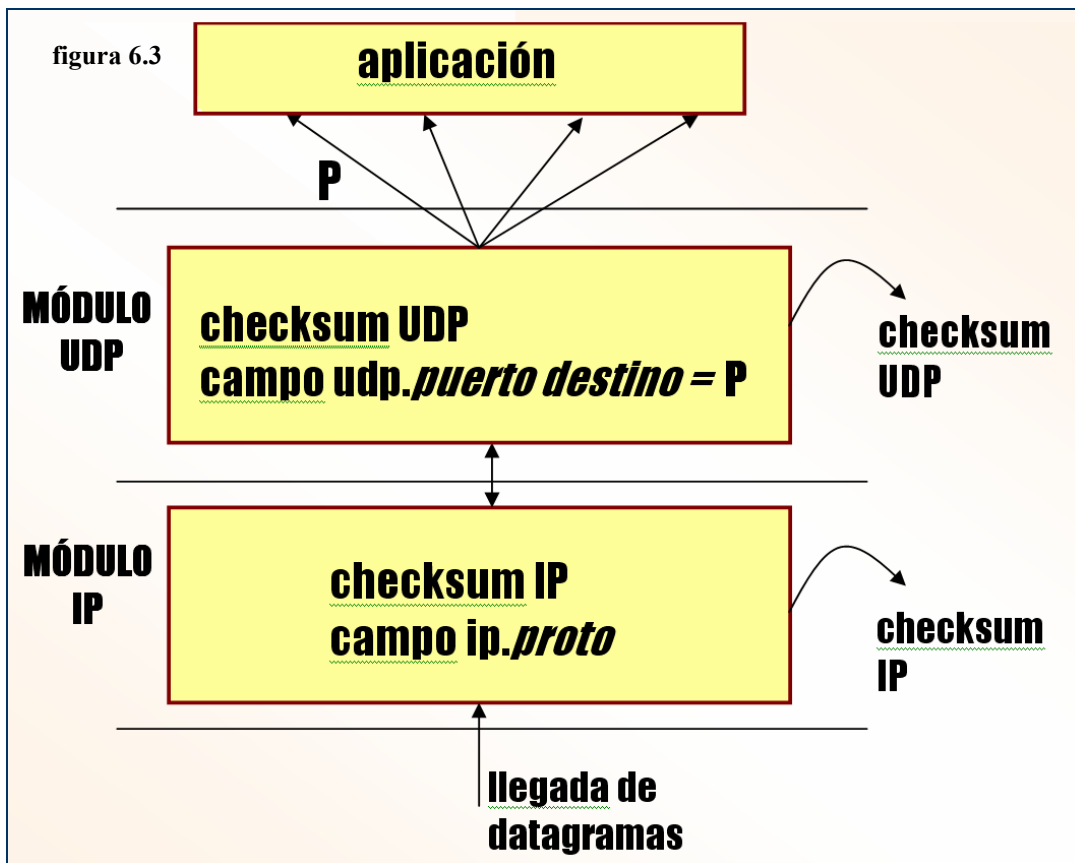 figura 6.3
aplicación
P
MÓDULO
UDP
checksum UDP
campo udp.puerto destino = P
checksum
UDP
MÓDULO
IP
checksum IP
campo ip.proto
checksum
IP
llegada de
datagramas